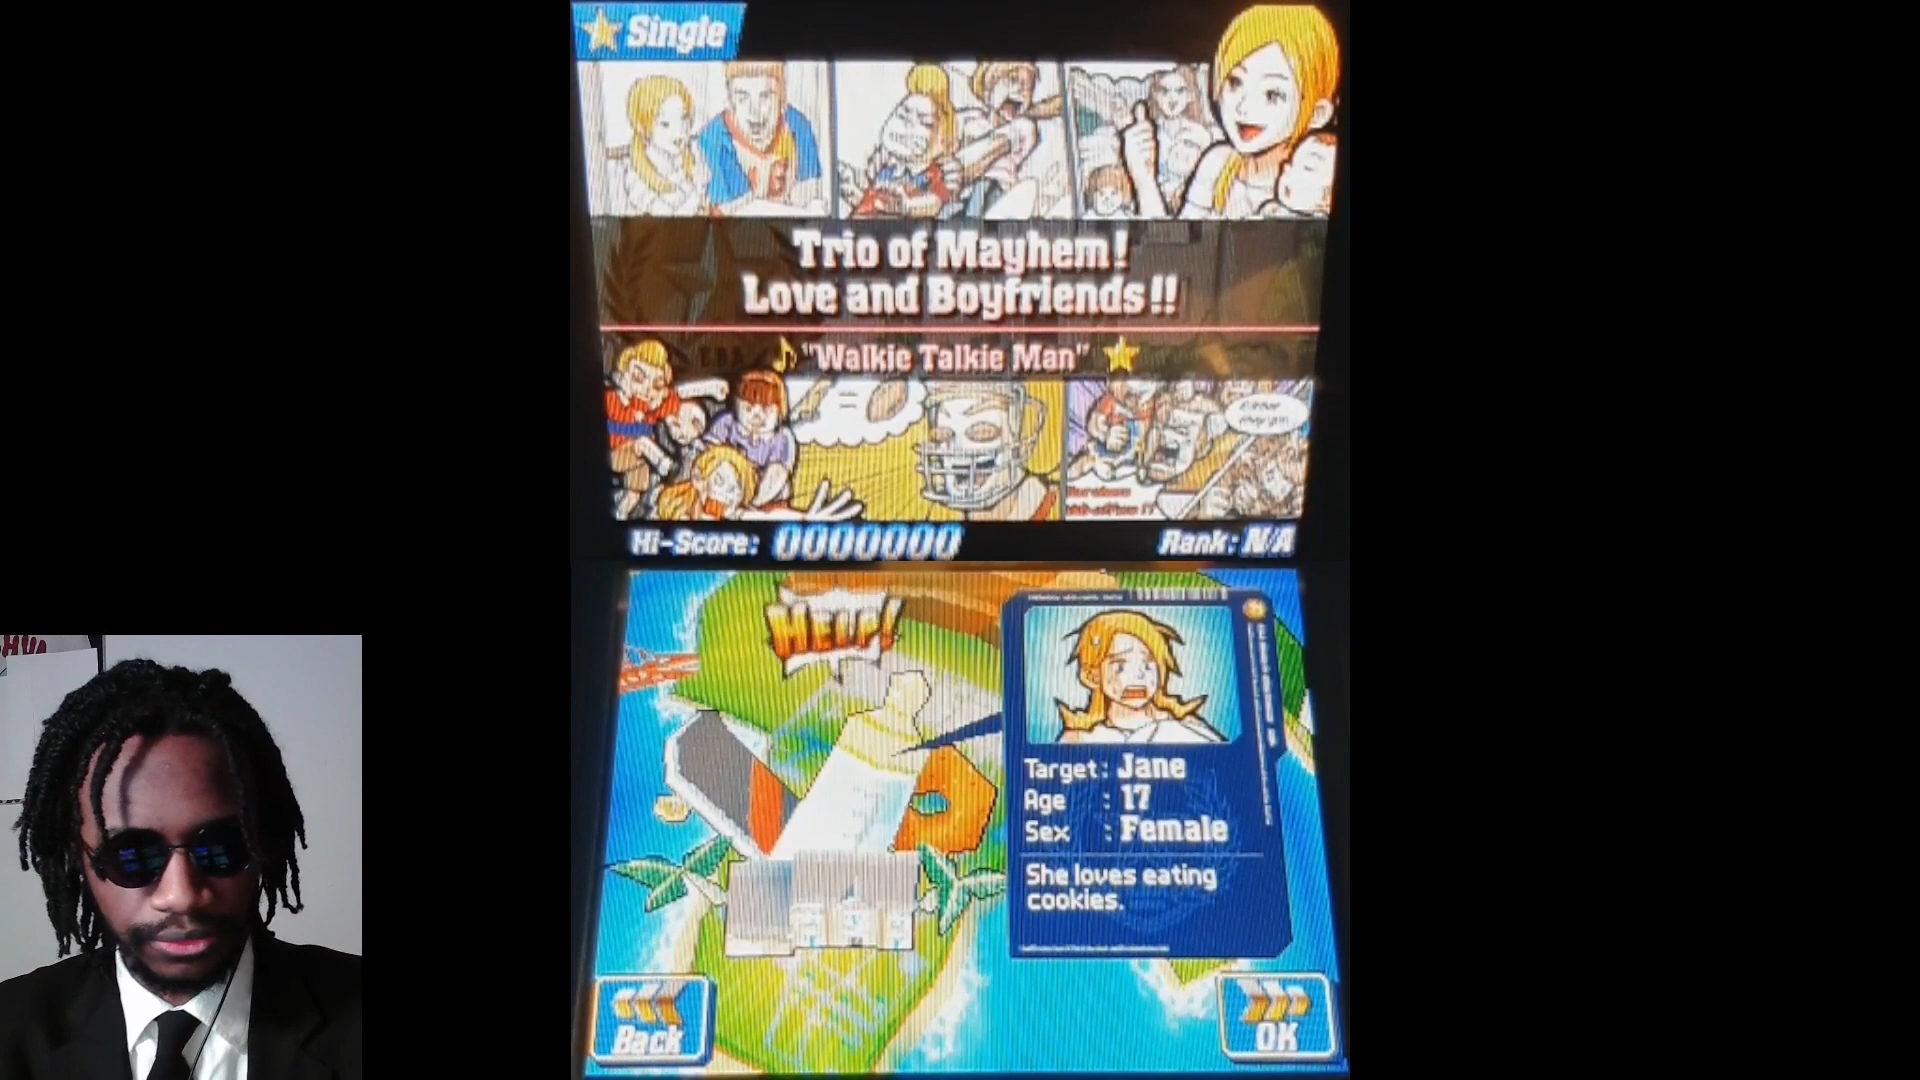 Single
Trio of Mayhem!
Love and Boyfriends!!
"Walkie Talkie Man"
Hi-Score: 0000000
Rank: N/A
HELP!
Target: Jane
Age : 17
Sex : Female
She loves eating
cookies.
Back
OK